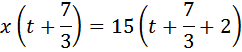 x(t + 7/3) = 15(t + 7/3 + 2)